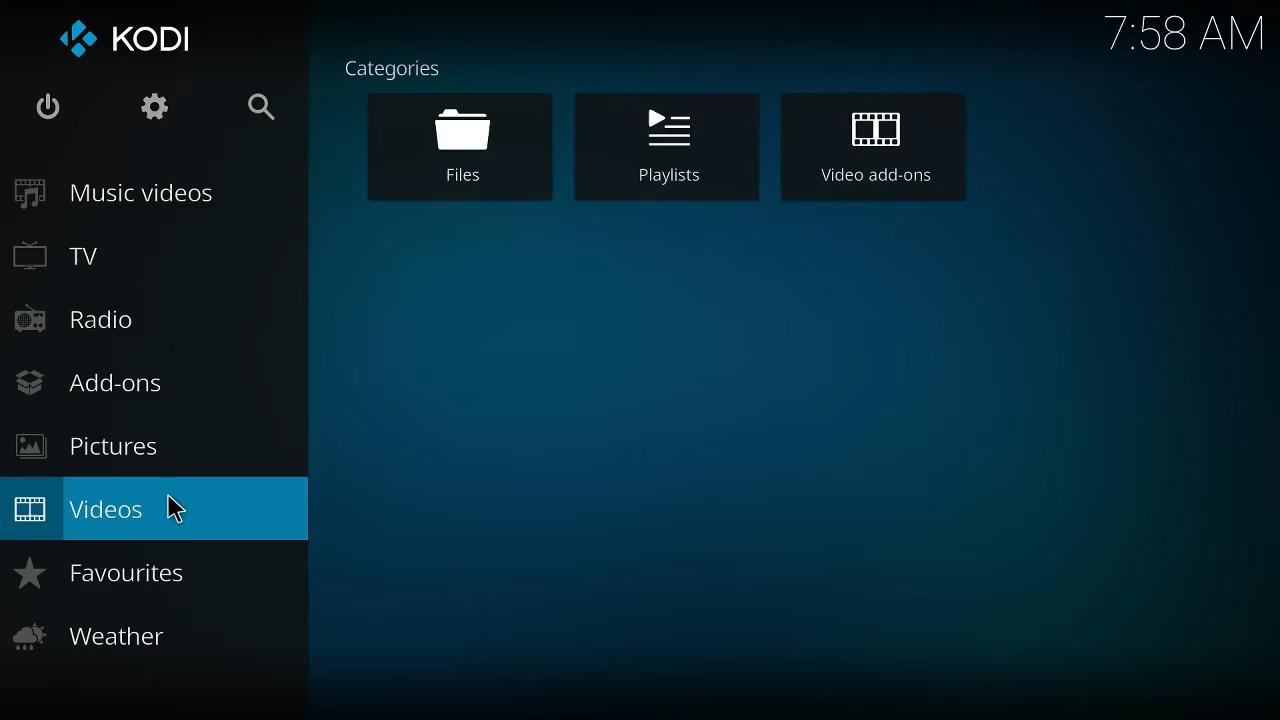 KODI
7:58 AM
Categories
Files
Playlists
Video add-ons
Music videos
TV
Radio
Add-ons
Pictures
Videos
Favourites
Weather